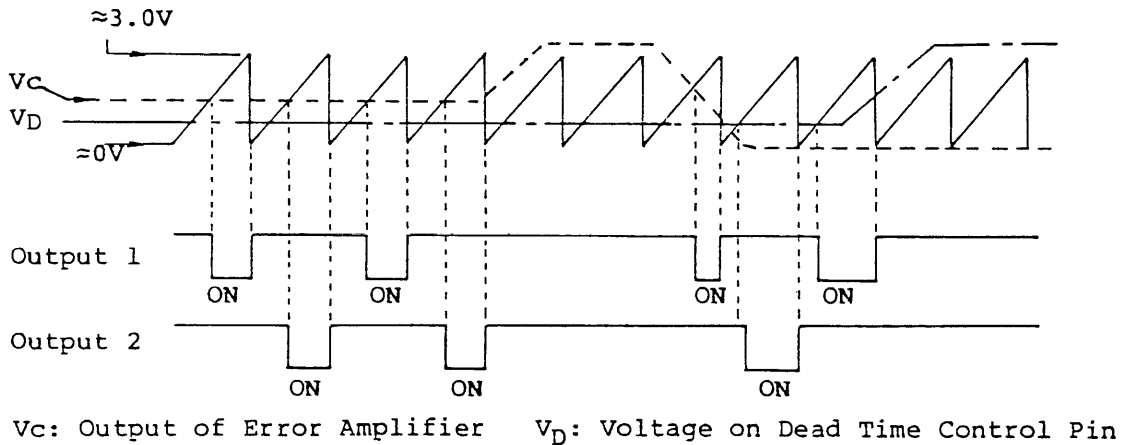 ≈3.0V
Vc
VD
≈0V
Output 1
ON ON ON ON
Output 2
ON ON ON
Vc: Output of Error Amplifier VD: Voltage on Dead Time Control Pin